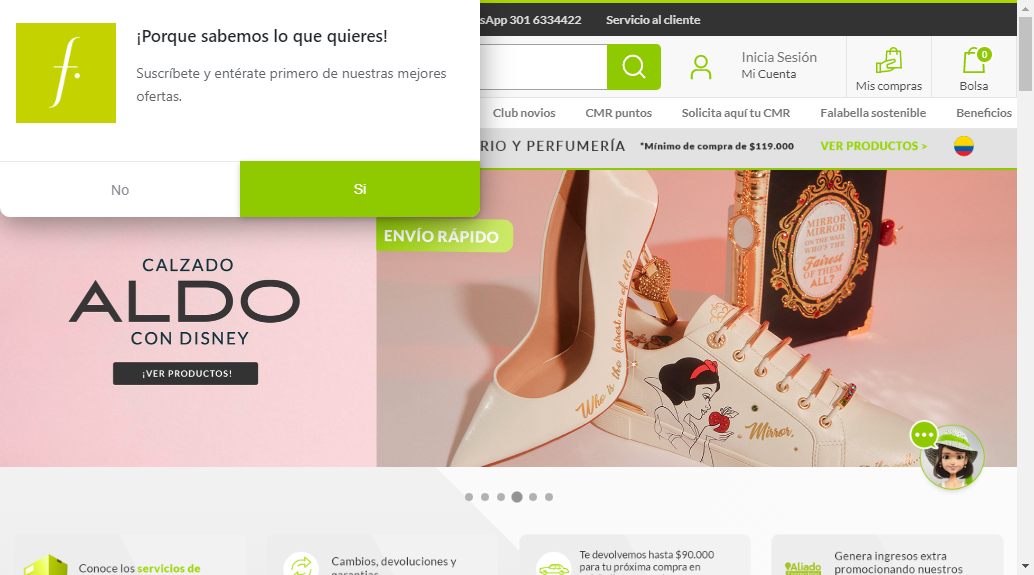 ¡Porque sabemos lo que quieres!
Suscríbete y entérate primero de nuestras mejores
ofertas.
No
Si
sApp 301 6334422
Servicio al cliente
Inicia Sesión
Mi Cuenta
Mis compras
0
Bolsa
Club novios
CMR puntos
Solicita aquí tu CMR
Falabella sostenible
Beneficios
RIO Y PERFUMERÍA
*Mínimo de compra de $119.000
VER PRODUCTOS >
ENVÍO RÁPIDO
CALZADO
ALDO
CON DISNEY
¡VER PRODUCTOS!
MIRROR
MIRROR
ON THE WALL
WHO'S THE
Fairest
OF THEM
ALL?
Who is the fairest one of all?
Mirror,
Conoce los servicios de
Cambios, devoluciones y
garantías
Te devolvemos hasta $90.000
para tu próxima compra en
Aliado
Genera ingresos extra
promocionando nuestros